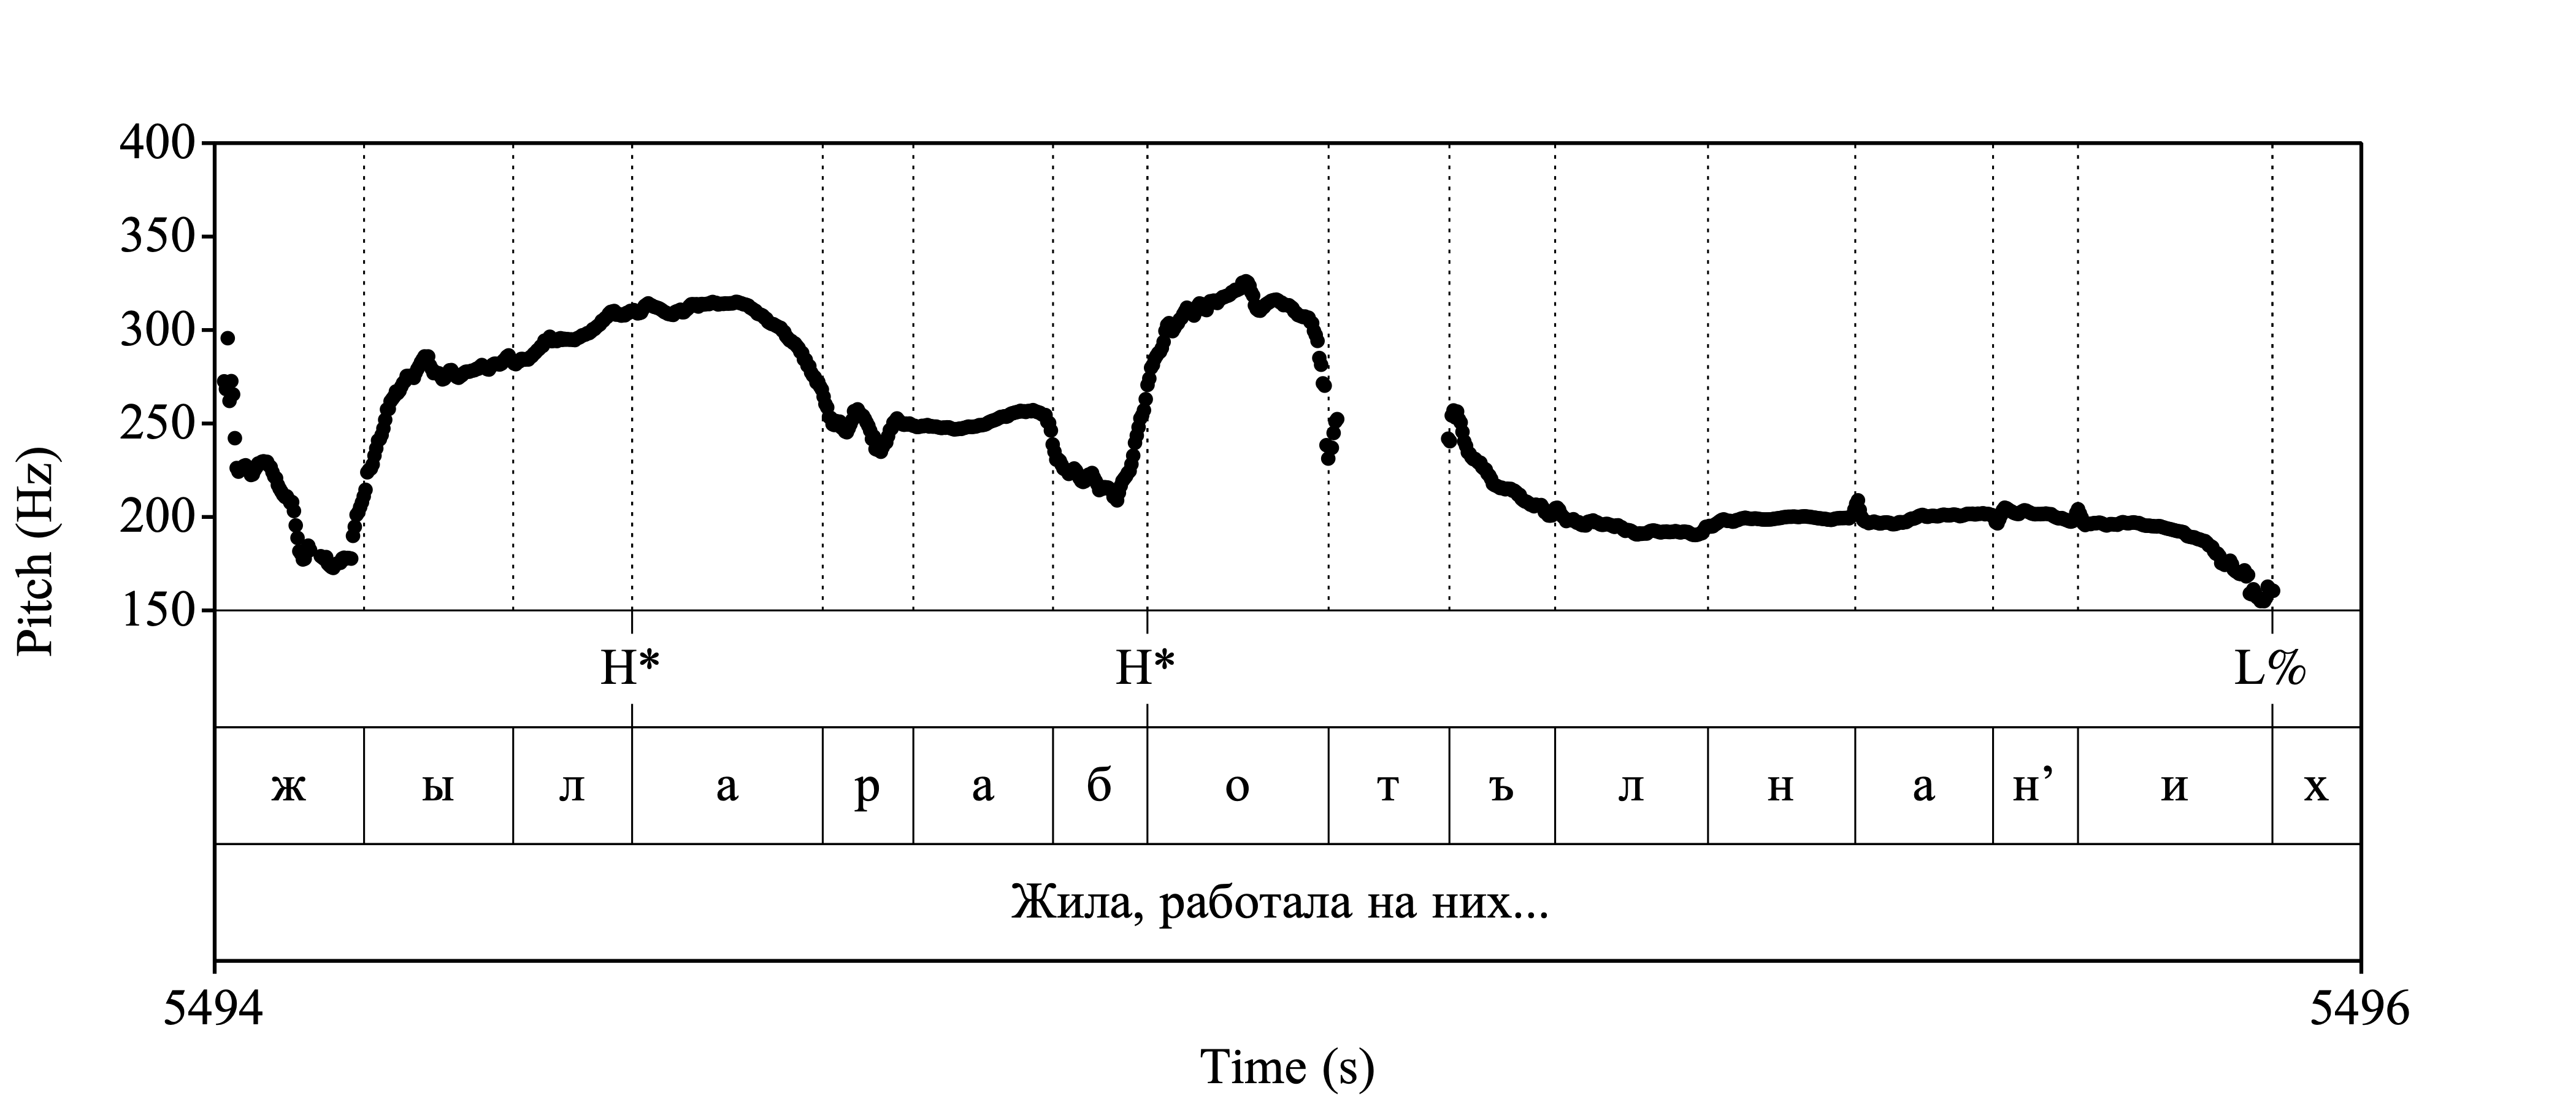 400
350
300
250
200
150
Pitch (Hz)
H* H* L%
ж ы л а р а б о т ъ л н а н’ и х
Жила, работала на них...
5494 5496
Time (s)